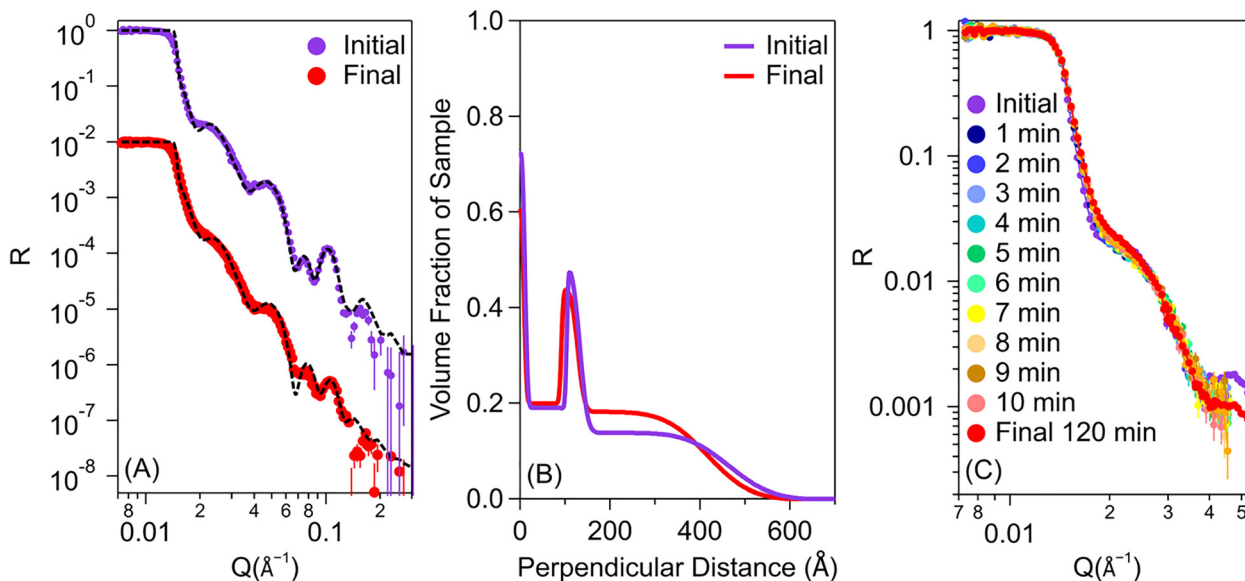 10⁰
10⁻¹
10⁻²
10⁻³
10⁻⁴
10⁻⁵
10⁻⁶
10⁻⁷
10⁻⁸
R
Initial
Final
(A)
8 2 4 6 8 2
0.01 0.1
Q(Å⁻¹)
1.0
0.8
0.6
0.4
0.2
0.0
Volume Fraction of Sample
Initial
Final
(B)
0 200 400 600
Perpendicular Distance (Å)
1
0.1
0.01
0.001
R
Initial
1 min
2 min
3 min
4 min
5 min
6 min
7 min
8 min
9 min
10 min
Final 120 min
(C)
7 8 2 3 4 5
0.01
Q(Å⁻¹)